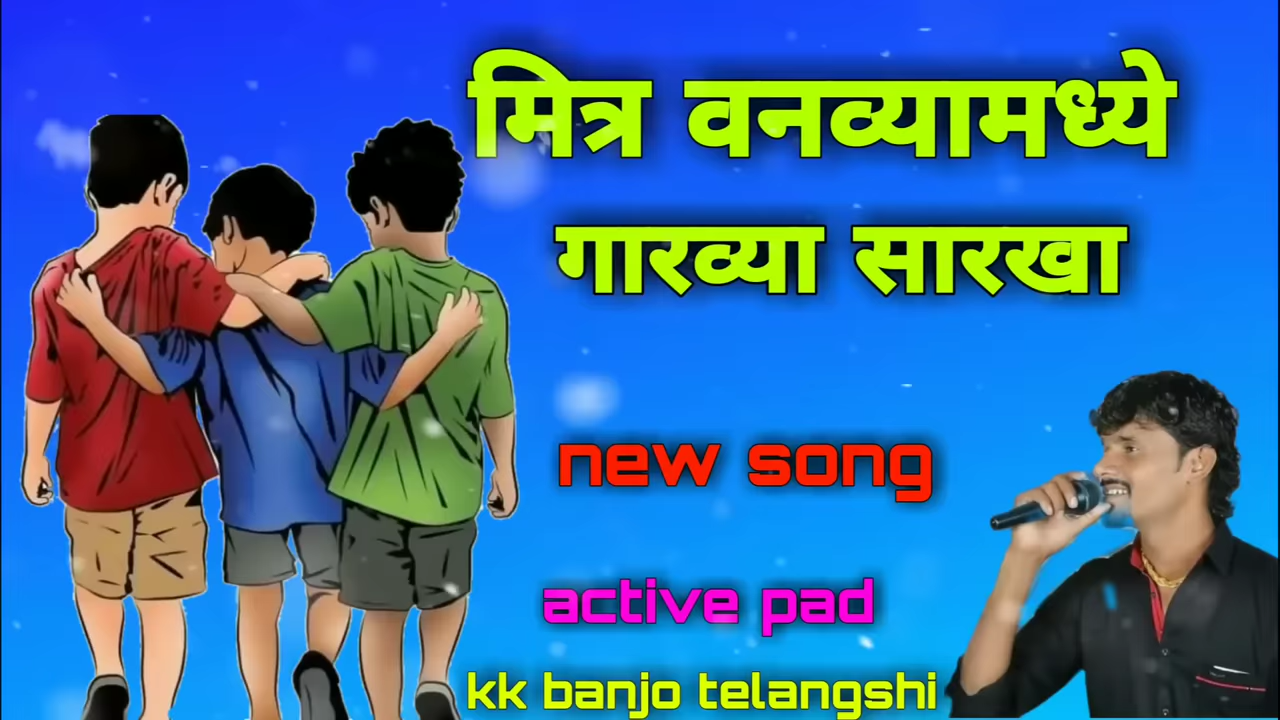 मित्र वनव्यामध्ये
गारव्या सारखा
new song
active pad
kk banjo telangshi